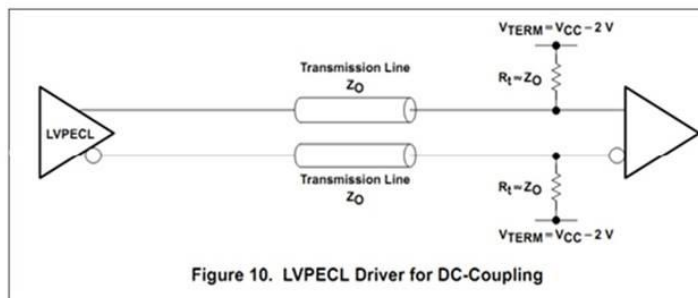 VTERM = VCC − 2 V
Transmission Line
ZO
Rt = ZO
LVPECL
Transmission Line
ZO
Rt = ZO
VTERM = VCC − 2 V
Figure 10. LVPECL Driver for DC-Coupling